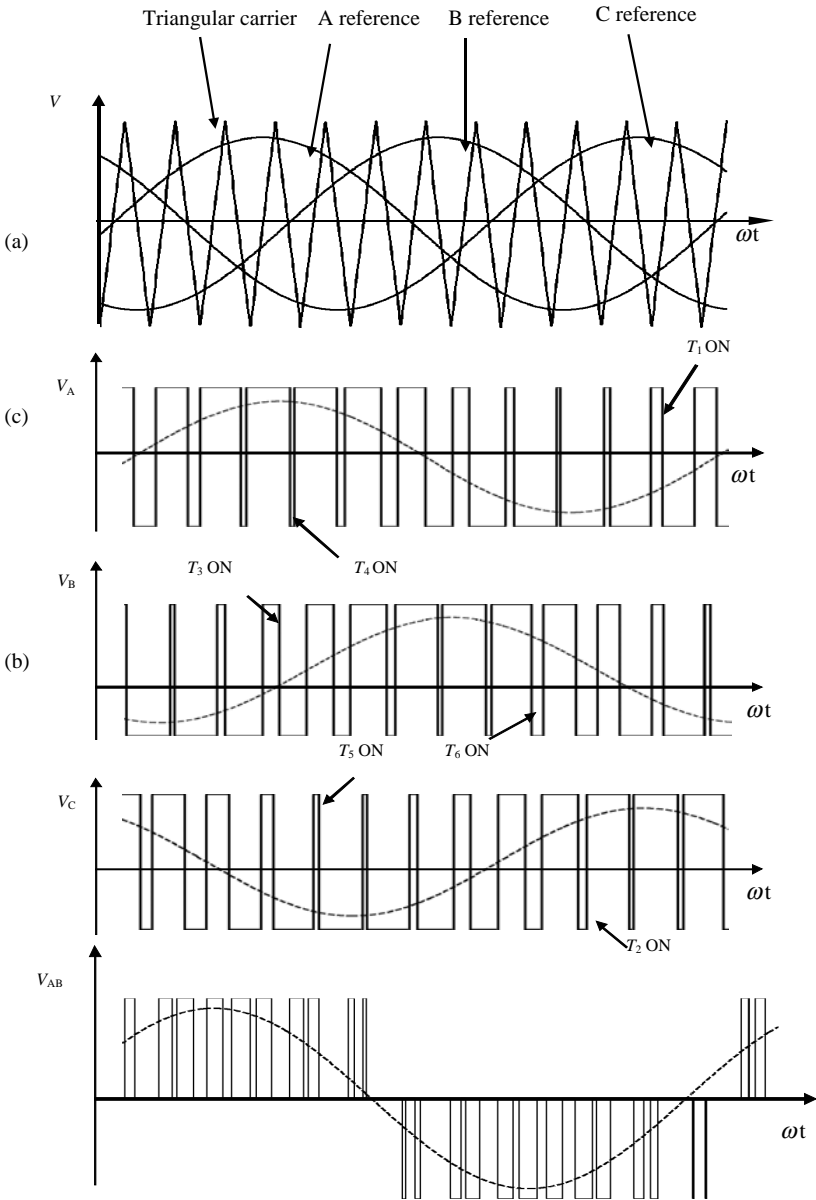 Triangular carrier A reference B reference C reference
V
(a)
ωt
T1 ON
VA
(c)
ωt
T3 ON T4 ON
VB
(b)
ωt
T5 ON T6 ON
VC
ωt
T2 ON
VAB
ωt